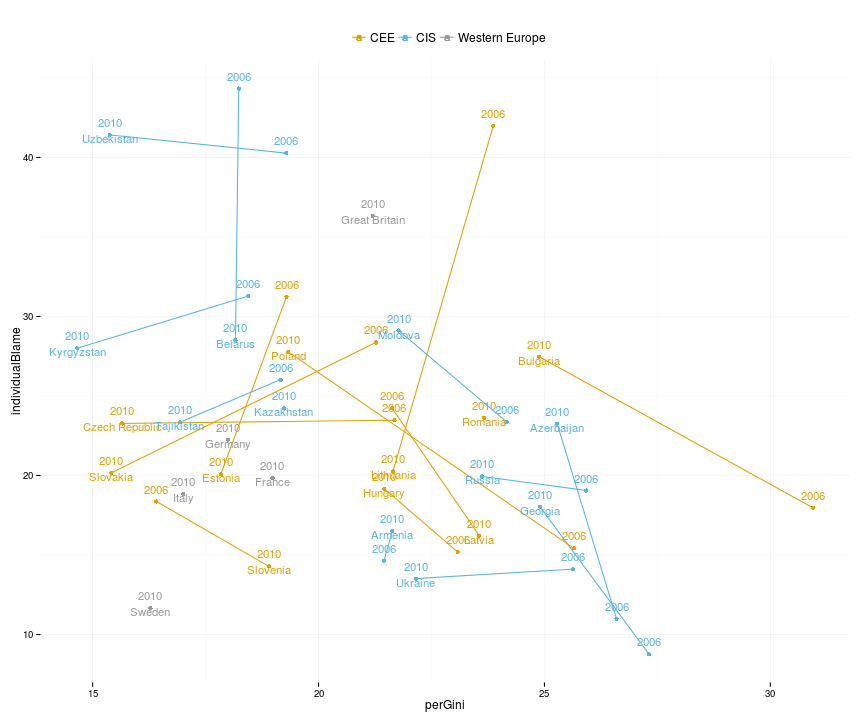 a CEE a CIS a Western Europe
2006
2010
Uzbekistan
2006
2006
40
2010
Great Britain
2006
2006
2010
Kyrgyzstan
2010
Belarus
2010
Poland
2006
2010
Moldova
2010
Bulgaria
30
2006
2010
Kazakhstan
2006
2006
2010
Czech Republic
2010
Tajikistan
2010
Germany
2010
Romania
2006
2010
Azerbaijan
2010
Slovakia
2010
Estonia
2010
France
2010
Lithuania
2010
Hungary
2010
Russia
2006
20
2006
2010
Italy
2010
Georgia
2006
2010
Armenia
2006
2006
2010
Latvia
2006
2010
Slovenia
2010
Ukraine
2006
2010
Sweden
2006
2006
10
15 20 25 30
perGini
individualBlame